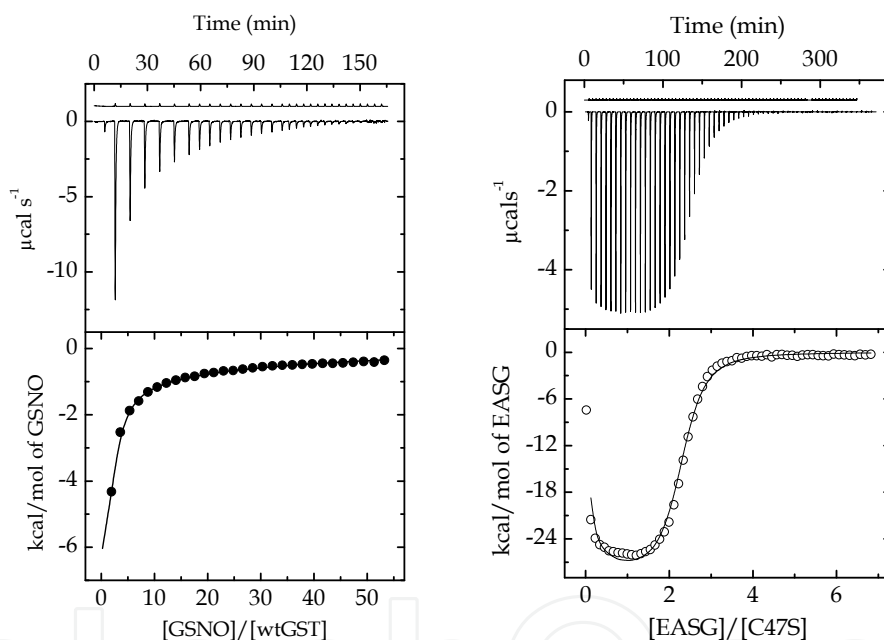 Time (min)
0 30 60 90 120 150
0
-5
-10
µcal s⁻¹
0
-2
-4
-6
kcal/mol of GSNO
0 10 20 30 40 50
[GSNO]/[wtGST]
Time (min)
0 100 200 300
0
-2
-4
µcals⁻¹
0
-6
-12
-18
-24
kcal/mol of EASG
0 2 4 6
[EASG]/[C47S]